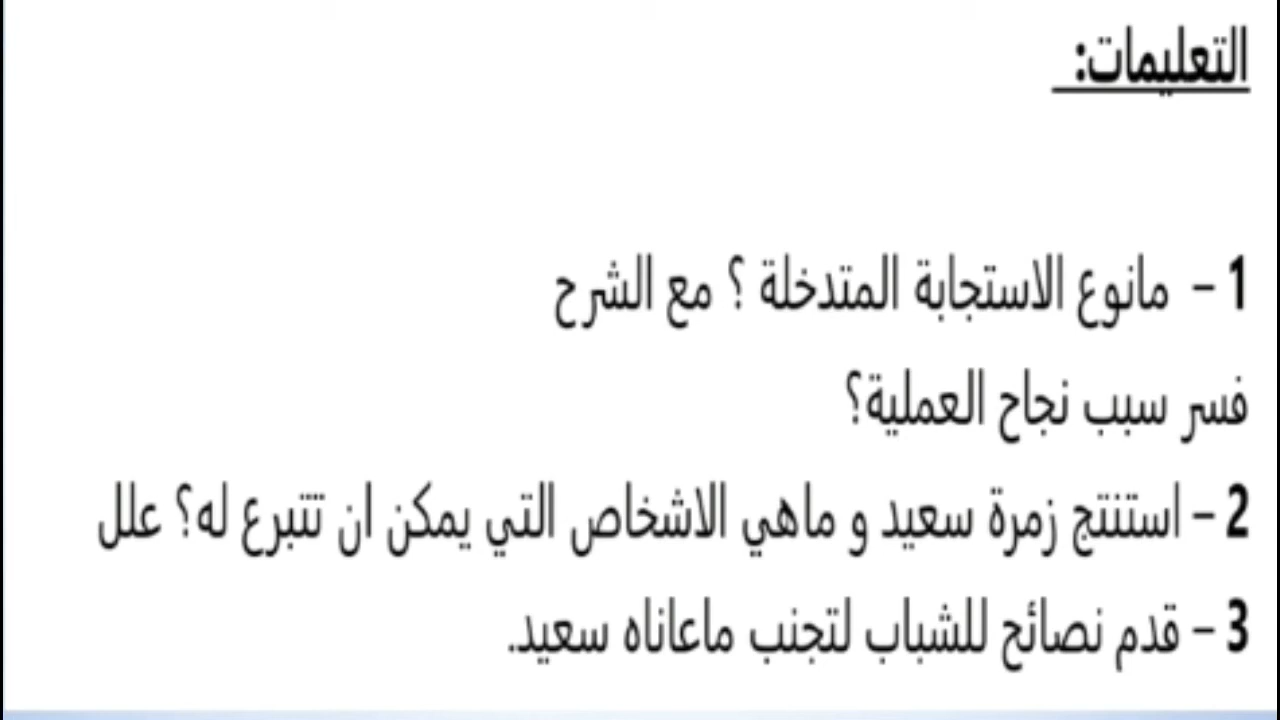 التعليمات:
1 – مانوع الاستجابة المتدخلة ؟ مع الشرح
فسر سبب نجاح العملية؟
2 – استنتج زمرة سعيد و ماهي الاشخاص التي يمكن ان تتبرع له؟ علل
3 – قدم نصائح للشباب لتجنب ماعاناه سعيد.